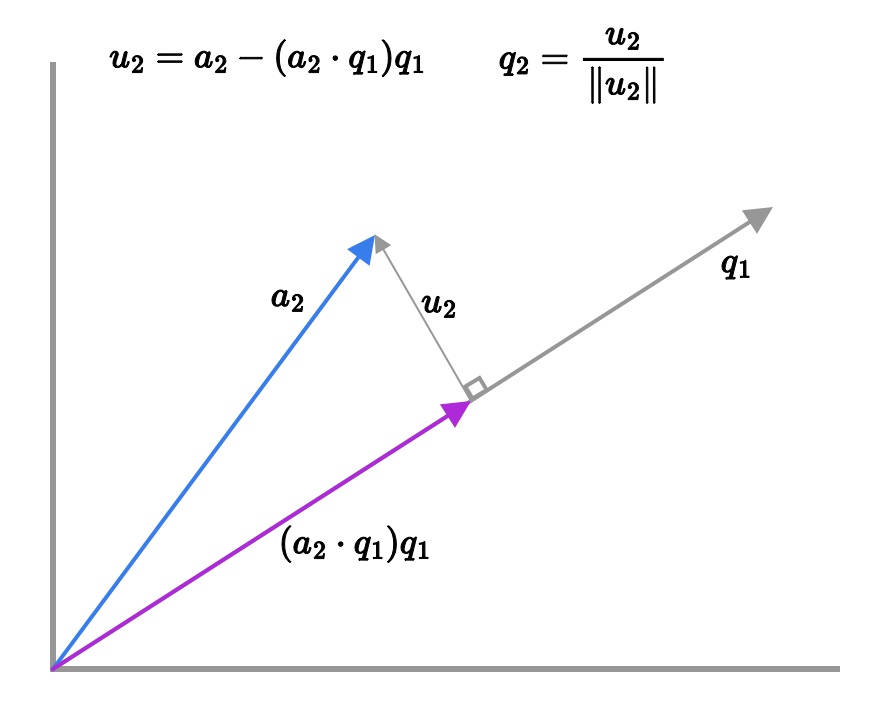 u₂ = a₂ − (a₂ · q₁)q₁
q₂ = u₂ / ‖u₂‖
a₂
u₂
q₁
(a₂ · q₁)q₁